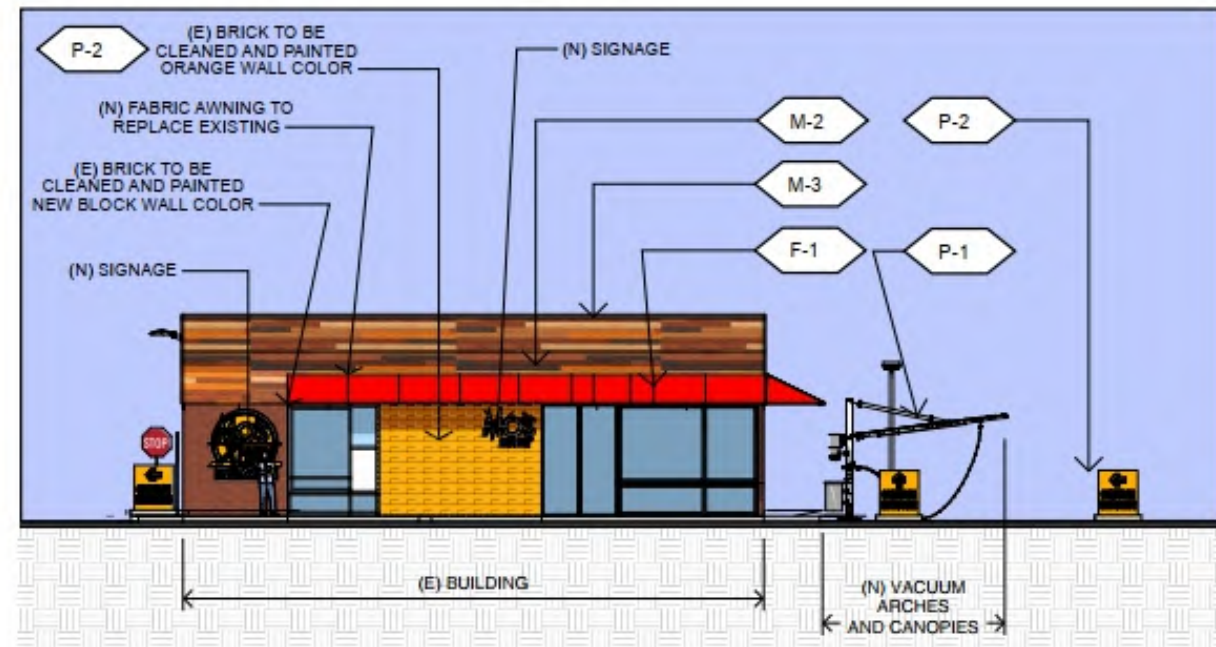 P-2
(E) BRICK TO BE
CLEANED AND PAINTED
ORANGE WALL COLOR
(N) SIGNAGE
(N) FABRIC AWNING TO
REPLACE EXISTING
M-2
P-2
(E) BRICK TO BE
CLEANED AND PAINTED
NEW BLOCK WALL COLOR
M-3
F-1
P-1
(N) SIGNAGE
STOP
(E) BUILDING
(N) VACUUM
ARCHES
AND CANOPIES